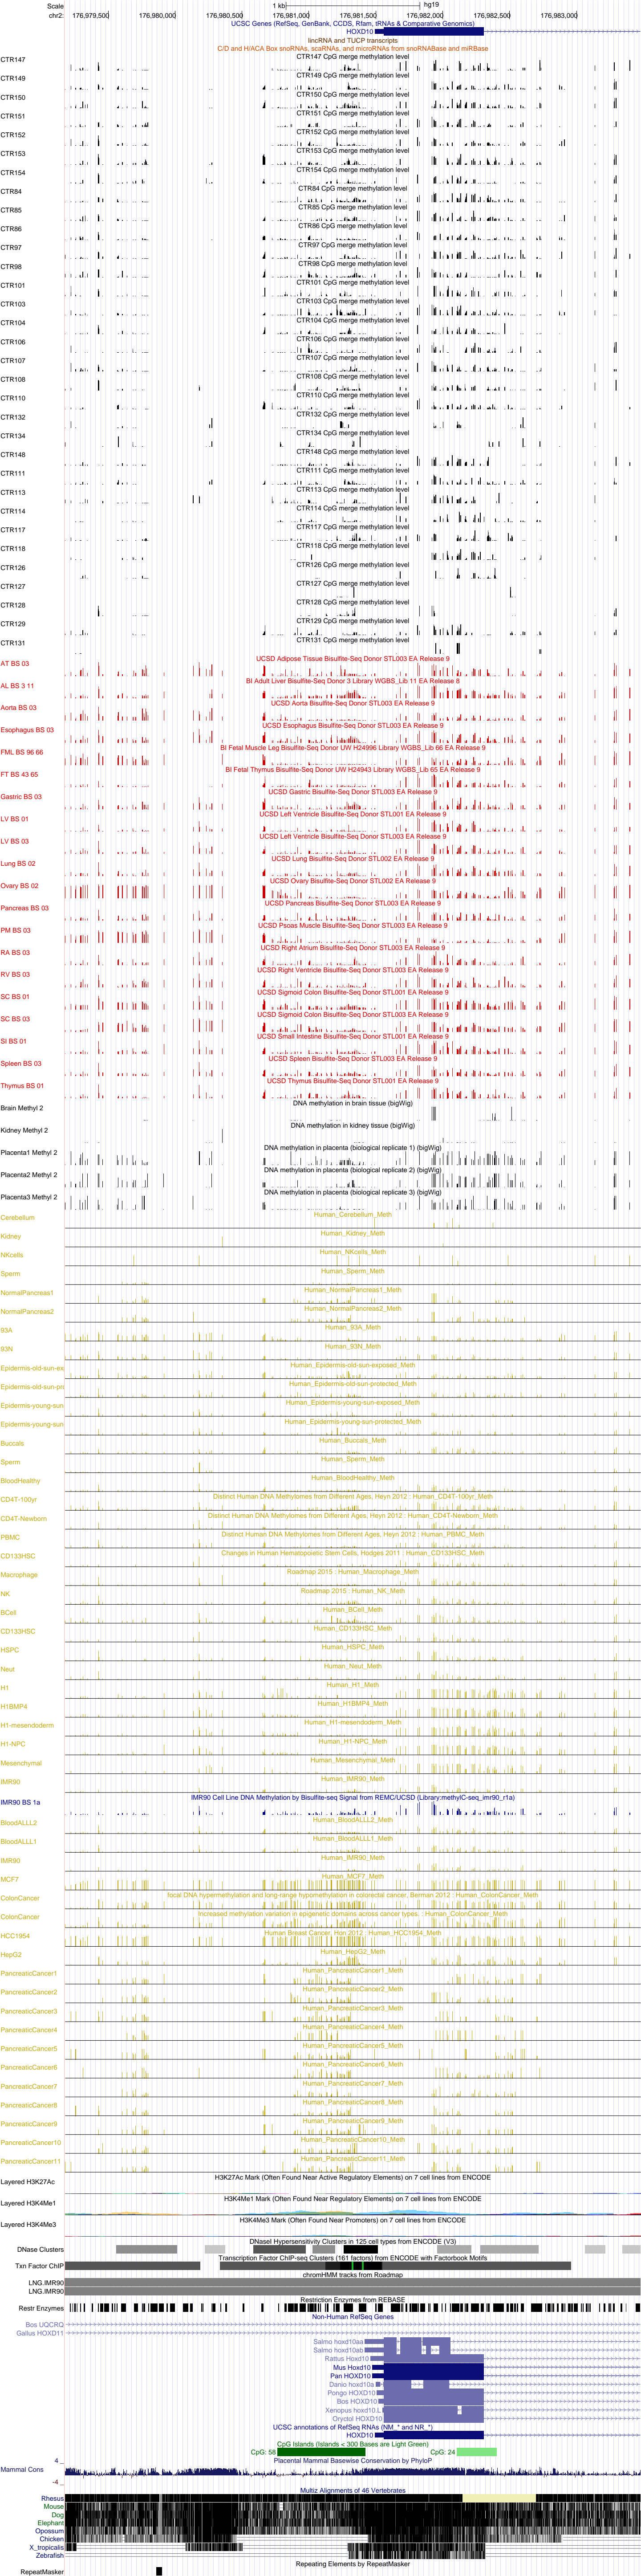 Scale 1 kb hg19
chr2: 176,979,500 176,980,000 176,980,500 176,981,000 176,981,500 176,982,000 176,982,500 176,983,000
UCSC Genes (RefSeq, GenBank, CCDS, Rfam, tRNAs & Comparative Genomics)
HOXD10
lincRNA and TUCP transcripts
C/D and H/ACA Box snoRNAs, scaRNAs, and microRNAs from snoRNABase and miRBase
CTR147 CTR147 CpG merge methylation level
CTR149 CTR149 CpG merge methylation level
CTR150 CTR150 CpG merge methylation level
CTR151 CTR151 CpG merge methylation level
CTR152 CTR152 CpG merge methylation level
CTR153 CTR153 CpG merge methylation level
CTR154 CTR154 CpG merge methylation level
CTR84 CTR84 CpG merge methylation level
CTR85 CTR85 CpG merge methylation level
CTR86 CTR86 CpG merge methylation level
CTR97 CTR97 CpG merge methylation level
CTR98 CTR98 CpG merge methylation level
CTR101 CTR101 CpG merge methylation level
CTR103 CTR103 CpG merge methylation level
CTR104 CTR104 CpG merge methylation level
CTR106 CTR106 CpG merge methylation level
CTR107 CTR107 CpG merge methylation level
CTR108 CTR108 CpG merge methylation level
CTR110 CTR110 CpG merge methylation level
CTR132 CTR132 CpG merge methylation level
CTR134 CTR134 CpG merge methylation level
CTR148 CTR148 CpG merge methylation level
CTR111 CTR111 CpG merge methylation level
CTR113 CTR113 CpG merge methylation level
CTR114 CTR114 CpG merge methylation level
CTR117 CTR117 CpG merge methylation level
CTR118 CTR118 CpG merge methylation level
CTR126 CTR126 CpG merge methylation level
CTR127 CTR127 CpG merge methylation level
CTR128 CTR128 CpG merge methylation level
CTR129 CTR129 CpG merge methylation level
CTR131 CTR131 CpG merge methylation level
AT BS 03 UCSD Adipose Tissue Bisulfite-Seq Donor STL003 EA Release 9
AL BS 3 11 BI Adult Liver Bisulfite-Seq Donor 3 Library WGBS_Lib 11 EA Release 8
Aorta BS 03 UCSD Aorta Bisulfite-Seq Donor STL003 EA Release 9
Esophagus BS 03 UCSD Esophagus Bisulfite-Seq Donor STL003 EA Release 9
FML BS 96 66 BI Fetal Muscle Leg Bisulfite-Seq Donor UW H24996 Library WGBS_Lib 66 EA Release 9
FT BS 43 65 BI Fetal Thymus Bisulfite-Seq Donor UW H24943 Library WGBS_Lib 65 EA Release 9
Gastric BS 03 UCSD Gastric Bisulfite-Seq Donor STL003 EA Release 9
LV BS 01 UCSD Left Ventricle Bisulfite-Seq Donor STL001 EA Release 9
LV BS 03 UCSD Left Ventricle Bisulfite-Seq Donor STL003 EA Release 9
Lung BS 02 UCSD Lung Bisulfite-Seq Donor STL002 EA Release 9
Ovary BS 02 UCSD Ovary Bisulfite-Seq Donor STL002 EA Release 9
Pancreas BS 03 UCSD Pancreas Bisulfite-Seq Donor STL003 EA Release 9
PM BS 03 UCSD Psoas Muscle Bisulfite-Seq Donor STL003 EA Release 9
RA BS 03 UCSD Right Atrium Bisulfite-Seq Donor STL003 EA Release 9
RV BS 03 UCSD Right Ventricle Bisulfite-Seq Donor STL003 EA Release 9
SC BS 01 UCSD Sigmoid Colon Bisulfite-Seq Donor STL001 EA Release 9
SC BS 03 UCSD Sigmoid Colon Bisulfite-Seq Donor STL003 EA Release 9
SI BS 01 UCSD Small Intestine Bisulfite-Seq Donor STL001 EA Release 9
Spleen BS 03 UCSD Spleen Bisulfite-Seq Donor STL003 EA Release 9
Thymus BS 01 UCSD Thymus Bisulfite-Seq Donor STL001 EA Release 9
Brain Methyl 2 DNA methylation in brain tissue (bigWig)
Kidney Methyl 2 DNA methylation in kidney tissue (bigWig)
Placenta1 Methyl 2 DNA methylation in placenta (biological replicate 1) (bigWig)
Placenta2 Methyl 2 DNA methylation in placenta (biological replicate 2) (bigWig)
Placenta3 Methyl 2 DNA methylation in placenta (biological replicate 3) (bigWig)
Cerebellum Human_Cerebellum_Meth
Kidney Human_Kidney_Meth
NKcells Human_NKcells_Meth
Sperm Human_Sperm_Meth
NormalPancreas1 Human_NormalPancreas1_Meth
NormalPancreas2 Human_NormalPancreas2_Meth
93A Human_93A_Meth
93N Human_93N_Meth
Epidermis-old-sun-ex Human_Epidermis-old-sun-exposed_Meth
Epidermis-old-sun-pr Human_Epidermis-old-sun-protected_Meth
Epidermis-young-sun Human_Epidermis-young-sun-exposed_Meth
Epidermis-young-sun Human_Epidermis-young-sun-protected_Meth
Buccals Human_Buccals_Meth
Sperm Human_Sperm_Meth
BloodHealthy Human_BloodHealthy_Meth
CD4T-100yr Distinct Human DNA Methylomes from Different Ages, Heyn 2012 : Human_CD4T-100yr_Meth
CD4T-Newborn Distinct Human DNA Methylomes from Different Ages, Heyn 2012 : Human_CD4T-Newborn_Meth
PBMC Distinct Human DNA Methylomes from Different Ages, Heyn 2012 : Human_PBMC_Meth
CD133HSC Changes in Human Hematopoietic Stem Cells, Hodges 2011 : Human_CD133HSC_Meth
Macrophage Roadmap 2015 : Human_Macrophage_Meth
NK Roadmap 2015 : Human_NK_Meth
BCell Human_BCell_Meth
CD133HSC Human_CD133HSC_Meth
HSPC Human_HSPC_Meth
Neut Human_Neut_Meth
H1 Human_H1_Meth
H1BMP4 Human_H1BMP4_Meth
H1-mesendoderm Human_H1-mesendoderm_Meth
H1-NPC Human_H1-NPC_Meth
Mesenchymal Human_Mesenchymal_Meth
IMR90 Human_IMR90_Meth
IMR90 BS 1a IMR90 Cell Line DNA Methylation by Bisulfite-seq Signal from REMC/UCSD (Library:methylC-seq_imr90_r1a)
BloodALLL2 Human_BloodALLL2_Meth
BloodALLL1 Human_BloodALLL1_Meth
IMR90 Human_IMR90_Meth
MCF7 Human_MCF7_Meth
ColonCancer focal DNA hypermethylation and long-range hypomethylation in colorectal cancer, Berman 2012 : Human_ColonCancer_Meth
ColonCancer Increased methylation variation in epigenetic domains across cancer types. : Human_ColonCancer_Meth
HCC1954 Human Breast Cancer, Hon 2012 : Human_HCC1954_Meth
HepG2 Human_HepG2_Meth
PancreaticCancer1 Human_PancreaticCancer1_Meth
PancreaticCancer2 Human_PancreaticCancer2_Meth
PancreaticCancer3 Human_PancreaticCancer3_Meth
PancreaticCancer4 Human_PancreaticCancer4_Meth
PancreaticCancer5 Human_PancreaticCancer5_Meth
PancreaticCancer6 Human_PancreaticCancer6_Meth
PancreaticCancer7 Human_PancreaticCancer7_Meth
PancreaticCancer8 Human_PancreaticCancer8_Meth
PancreaticCancer9 Human_PancreaticCancer9_Meth
PancreaticCancer10 Human_PancreaticCancer10_Meth
PancreaticCancer11 Human_PancreaticCancer11_Meth
H3K27Ac Mark (Often Found Near Active Regulatory Elements) on 7 cell lines from ENCODE
Layered H3K27Ac
H3K4Me1 Mark (Often Found Near Regulatory Elements) on 7 cell lines from ENCODE
Layered H3K4Me1
H3K4Me3 Mark (Often Found Near Promoters) on 7 cell lines from ENCODE
Layered H3K4Me3
DNaseI Hypersensitivity Clusters in 125 cell types from ENCODE (V3)
DNase Clusters
Transcription Factor ChIP-seq Clusters (161 factors) from ENCODE with Factorbook Motifs
Txn Factor ChIP
chromHMM tracks from Roadmap
LNG.IMR90
LNG.IMR90
Restriction Enzymes from REBASE
Restr Enzymes
Non-Human RefSeq Genes
Bos UQCRQ
Gallus HOXD11
Salmo hoxd10aa
Salmo hoxd10ab
Rattus Hoxd10
Mus Hoxd10
Pan HOXD10
Danio hoxd10a
Pongo HOXD10
Bos HOXD10
Xenopus hoxd10.L
Oryctol HOXD10
UCSC annotations of RefSeq RNAs (NM_* and NR_*)
HOXD10
CpG Islands (Islands < 300 Bases are Light Green)
CpG: 58 CpG: 24
Placental Mammal Basewise Conservation by PhyloP
4 _
Mammal Cons
-4 _
Multiz Alignments of 46 Vertebrates
Rhesus
Mouse
Dog
Elephant
Opossum
Chicken
X_tropicalis
Zebrafish
Repeating Elements by RepeatMasker
RepeatMasker